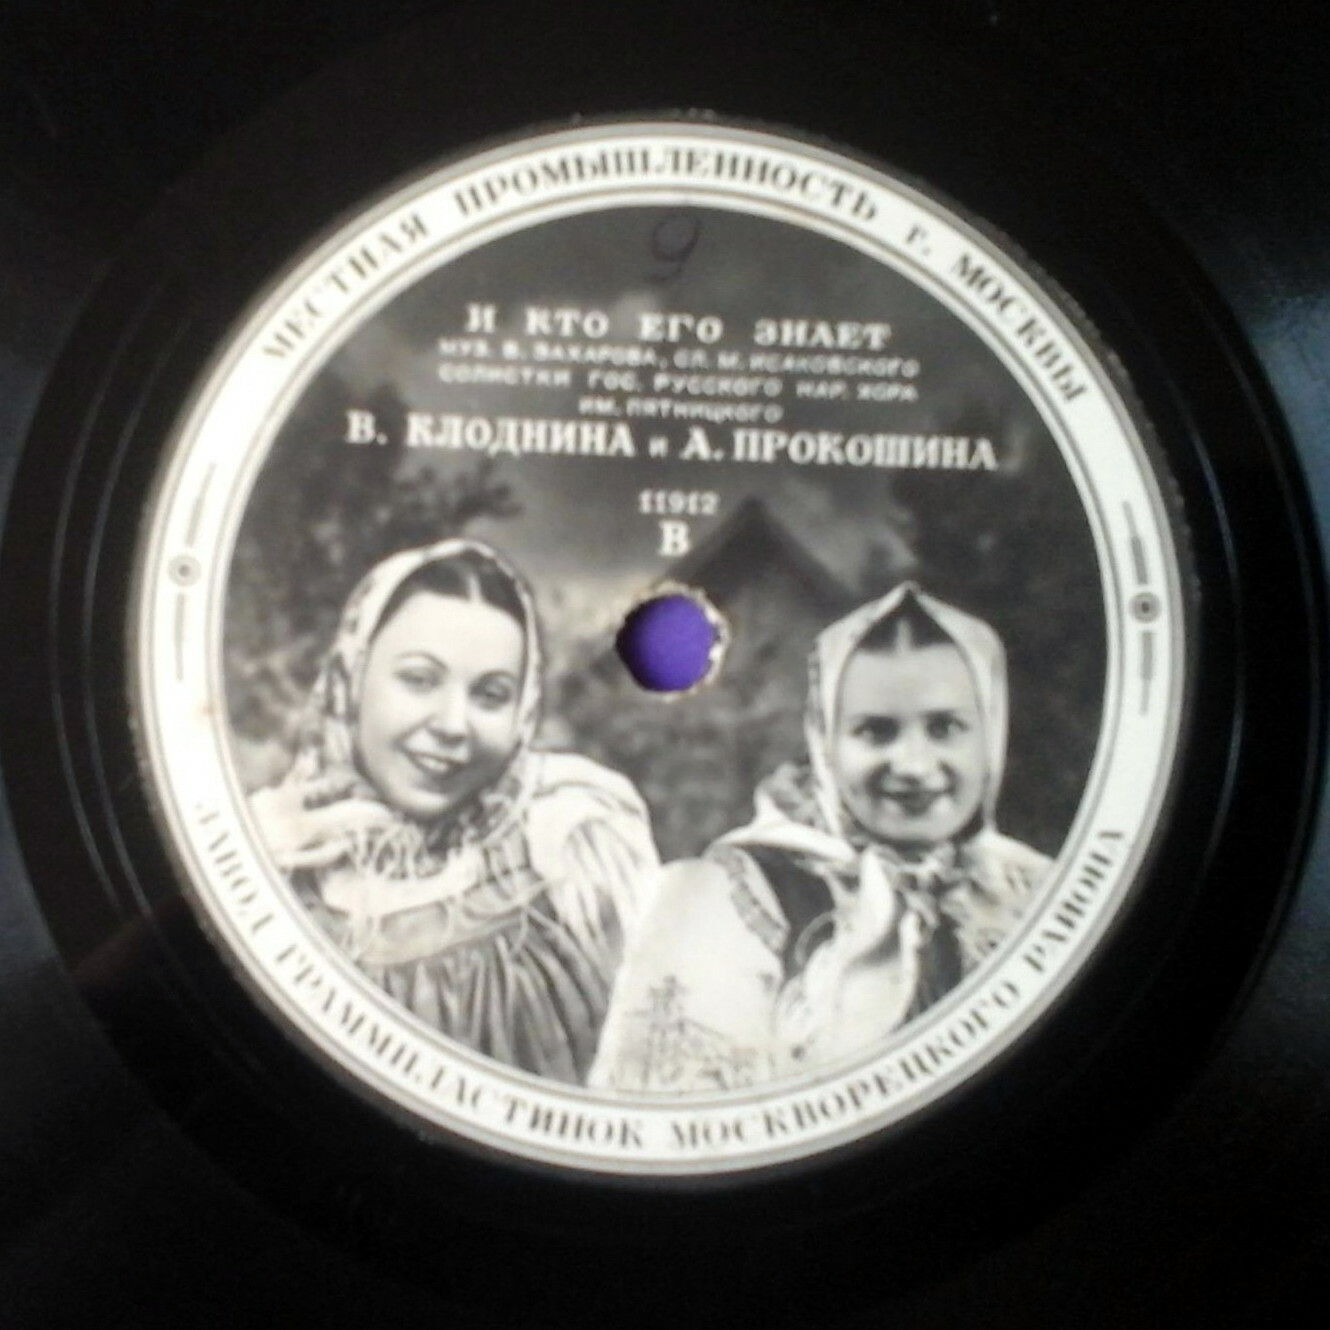 МЕСТНАЯ ПРОМЫШЛЕННОСТЬ г. МОСКВЫ
9
И КТО ЕГО ЗНАЕТ
МУЗ. В. ЗАХАРОВА, СЛ. М. ИСАКОВСКОГО
СОЛИСТКИ ГОС. РУССКОГО НАР. ХОРА
ИМ. ПЯТНИЦКОГО
В. КЛОДНИНА и А. ПРОКОШИНА
11912
В
ЗАВОД ГРАММПЛАСТИНОК МОСКВОРЕЦКОГО РАЙОНА